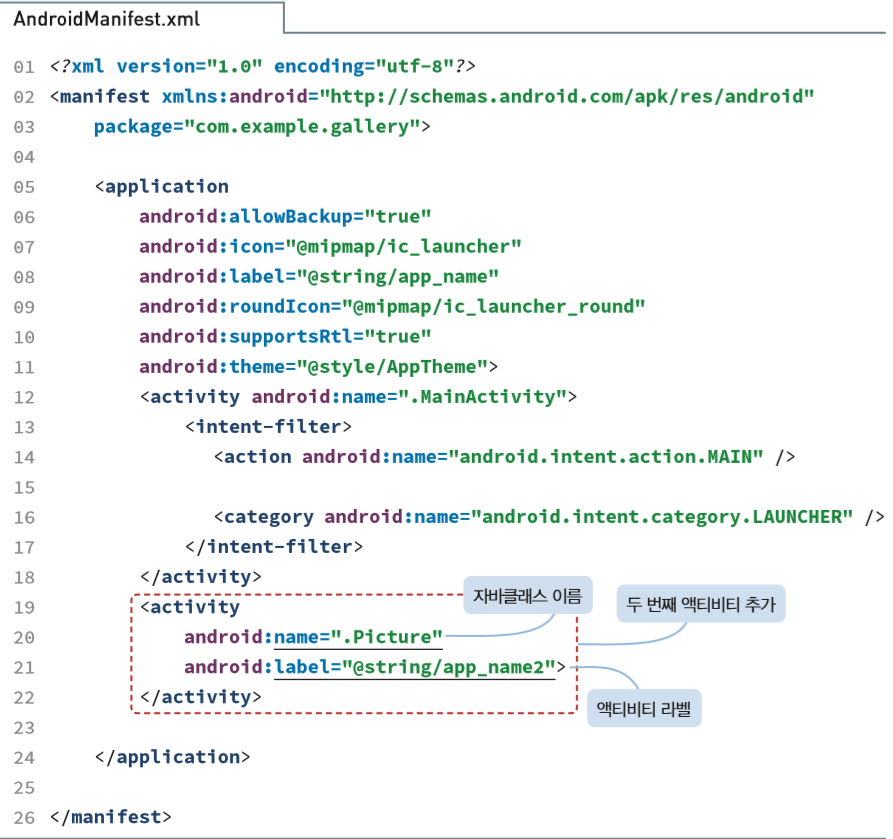 AndroidManifest.xml
01 <?xml version="1.0" encoding="utf-8"?>
02 <manifest xmlns:android="http://schemas.android.com/apk/res/android"
03 package="com.example.gallery">
04
05 <application
06 android:allowBackup="true"
07 android:icon="@mipmap/ic_launcher"
08 android:label="@string/app_name"
09 android:roundIcon="@mipmap/ic_launcher_round"
10 android:supportsRtl="true"
11 android:theme="@style/AppTheme">
12 <activity android:name=".MainActivity">
13 <intent-filter>
14 <action android:name="android.intent.action.MAIN" />
15
16 <category android:name="android.intent.category.LAUNCHER" />
17 </intent-filter>
18 </activity>
자바클래스 이름
두 번째 액티비티 추가
19 <activity
20 android:name=".Picture"
21 android:label="@string/app_name2">
22 </activity>
액티비티 라벨
23
24 </application>
25
26 </manifest>